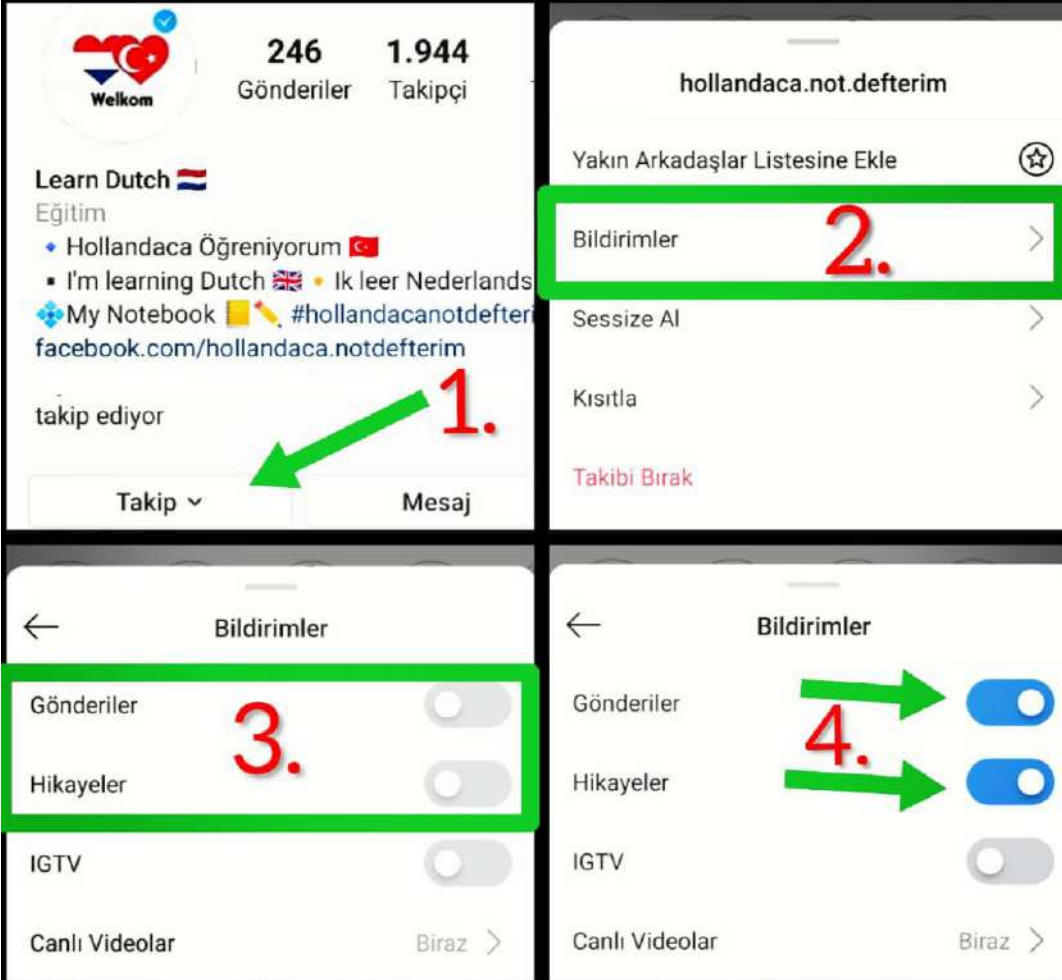 Welkom
246 1.944
Gönderiler Takipçi
Learn Dutch 🇳🇱
Eğitim
🔹 Hollandaca Öğreniyorum 🇹🇷
▪️ I'm learning Dutch 🇬🇧 🔸 Ik leer Nederlands
💠My Notebook 📒✏️ #hollandacanotdefteri
facebook.com/hollandaca.notdefterim
takip ediyor
1.
Takip Mesaj
hollandaca.not.defterim
Yakın Arkadaşlar Listesine Ekle
Bildirimler 2.
Sessize Al
Kısıtla
Takibi Bırak
Bildirimler
Gönderiler
3.
Hikayeler
IGTV
Canlı Videolar Biraz
Bildirimler
Gönderiler
4.
Hikayeler
IGTV
Canlı Videolar Biraz